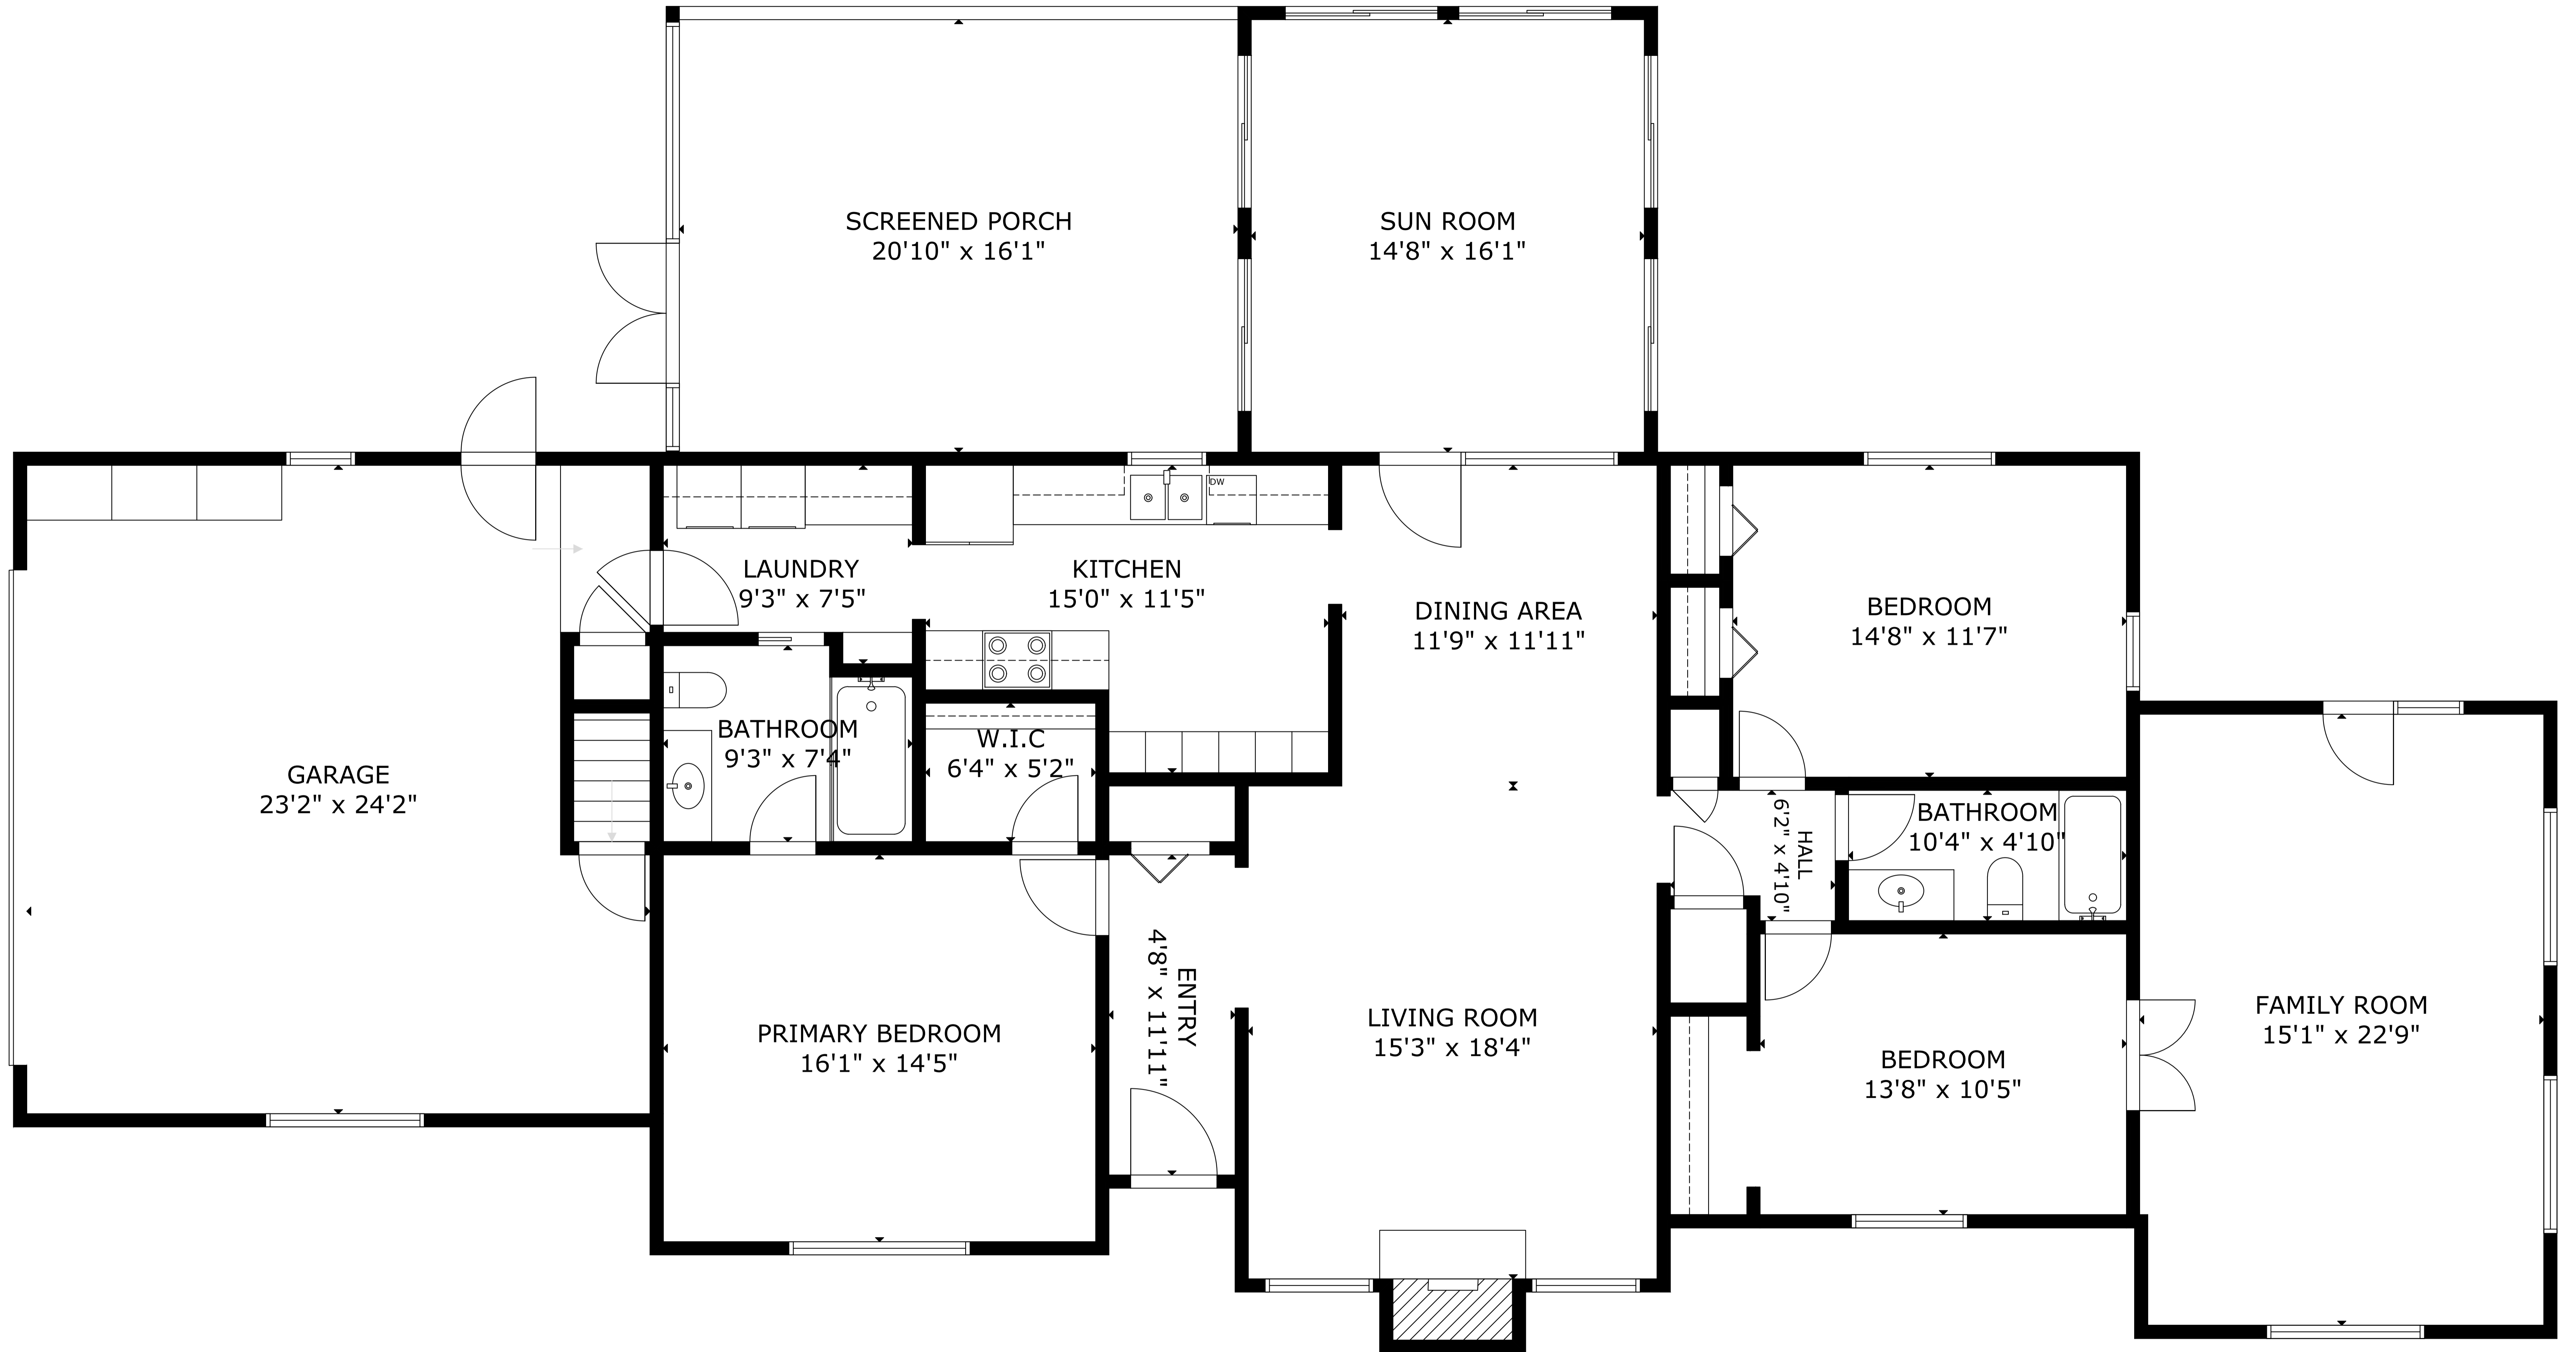 SCREENED PORCH
20'10" x 16'1"
SUN ROOM
14'8" x 16'1"
DW
LAUNDRY
9'3" x 7'5"
KITCHEN
15'0" x 11'5"
DINING AREA
11'9" x 11'11"
BEDROOM
14'8" x 11'7"
BATHROOM
9'3" x 7'4"
W.I.C
6'4" x 5'2"
GARAGE
23'2" x 24'2"
HALL
6'2" x 4'10"
BATHROOM
10'4" x 4'10"
ENTRY
4'8" x 11'11"
PRIMARY BEDROOM
16'1" x 14'5"
LIVING ROOM
15'3" x 18'4"
BEDROOM
13'8" x 10'5"
FAMILY ROOM
15'1" x 22'9"